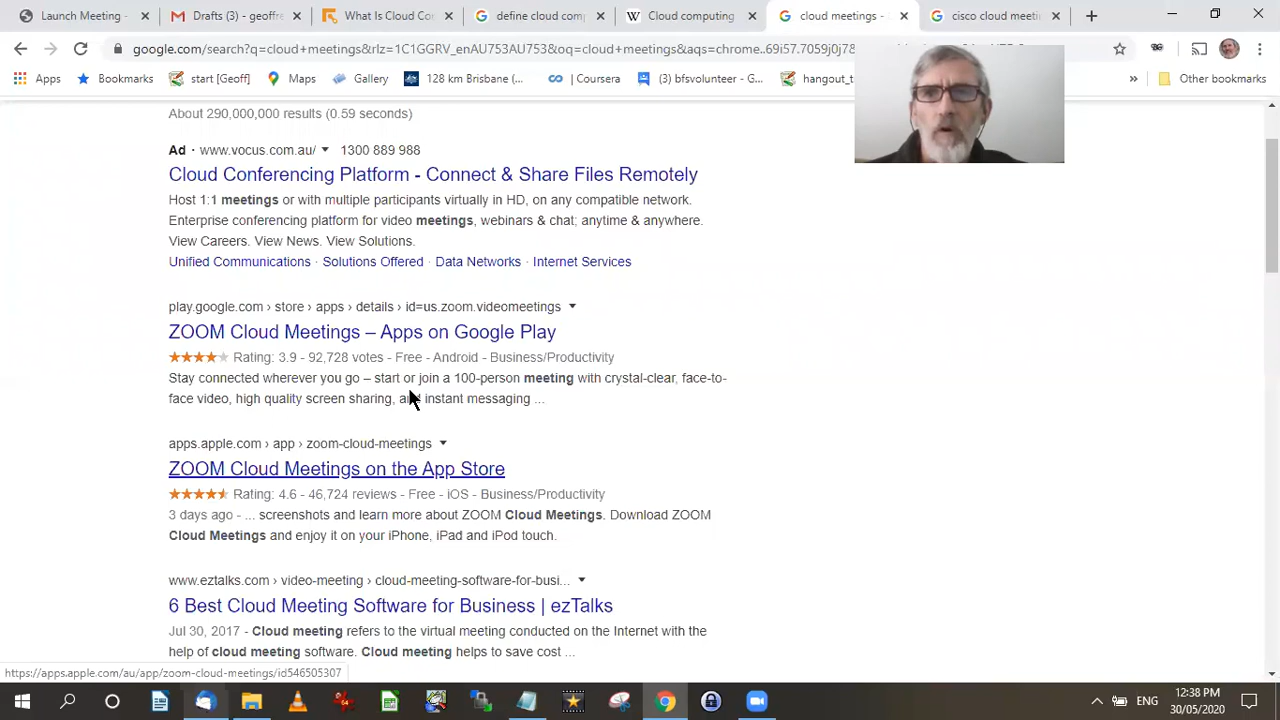 Launch Meeting -
Drafts (3) - geoffre
What Is Cloud Co
define cloud comp
Cloud computing
cloud meetings -
cisco cloud meeti
google.com/search?q=cloud+meetings&rlz=1C1GGRV_enAU753AU753&oq=cloud+meetings&aqs=chrome..69i57.7059j0j78
Apps
Bookmarks
start [Geoff]
Maps
Gallery
128 km Brisbane (...
| Coursera
(3) bfsvolunteer - G...
hangout_t
»
Other bookmarks
About 290,000,000 results (0.59 seconds)
Ad · www.vocus.com.au/ 1300 889 988
Cloud Conferencing Platform - Connect & Share Files Remotely
Host 1:1 meetings or with multiple participants virtually in HD, on any compatible network.
Enterprise conferencing platform for video meetings, webinars & chat; anytime & anywhere.
View Careers. View News. View Solutions.
Unified Communications · Solutions Offered · Data Networks · Internet Services
play.google.com › store › apps › details › id=us.zoom.videomeetings
ZOOM Cloud Meetings – Apps on Google Play
Rating: 3.9 - 92,728 votes - Free - Android - Business/Productivity
Stay connected wherever you go – start or join a 100-person meeting with crystal-clear, face-to-
face video, high quality screen sharing, and instant messaging ...
apps.apple.com › app › zoom-cloud-meetings
ZOOM Cloud Meetings on the App Store
Rating: 4.6 - 46,724 reviews - Free - iOS - Business/Productivity
3 days ago - ... screenshots and learn more about ZOOM Cloud Meetings. Download ZOOM
Cloud Meetings and enjoy it on your iPhone, iPad and iPod touch.
www.eztalks.com › video-meeting › cloud-meeting-software-for-busi...
6 Best Cloud Meeting Software for Business | ezTalks
Jul 30, 2017 - Cloud meeting refers to the virtual meeting conducted on the Internet with the
help of cloud meeting software. Cloud meeting helps to save cost ...
https://apps.apple.com/au/app/zoom-cloud-meetings/id546505307
ENG
12:38 PM
30/05/2020